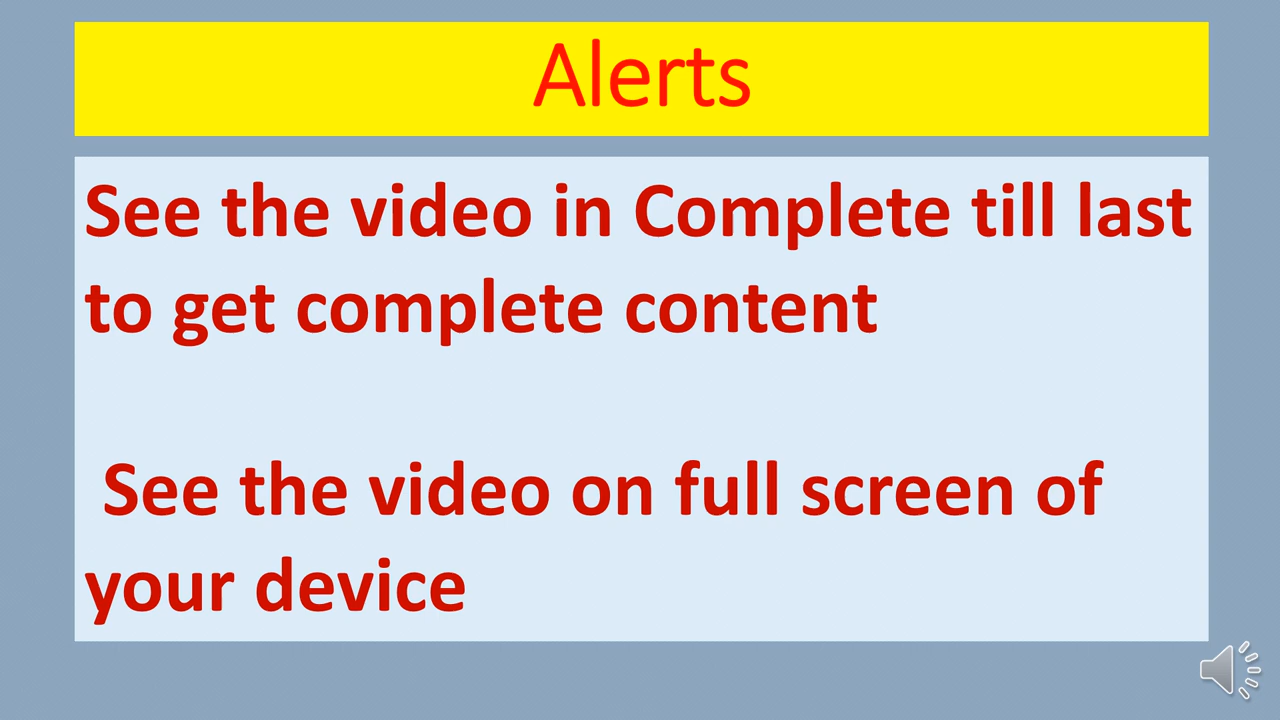 Alerts
See the video in Complete till last
to get complete content
See the video on full screen of
your device